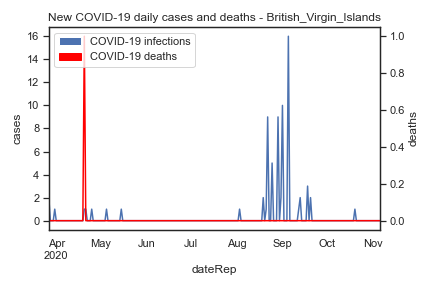 New COVID-19 daily cases and deaths - British_Virgin_Islands
COVID-19 infections
COVID-19 deaths
16
14
12
10
8
6
4
2
0
cases
1.0
0.8
0.6
0.4
0.2
0.0
deaths
Apr May Jun Jul Aug Sep Oct Nov
2020
dateRep